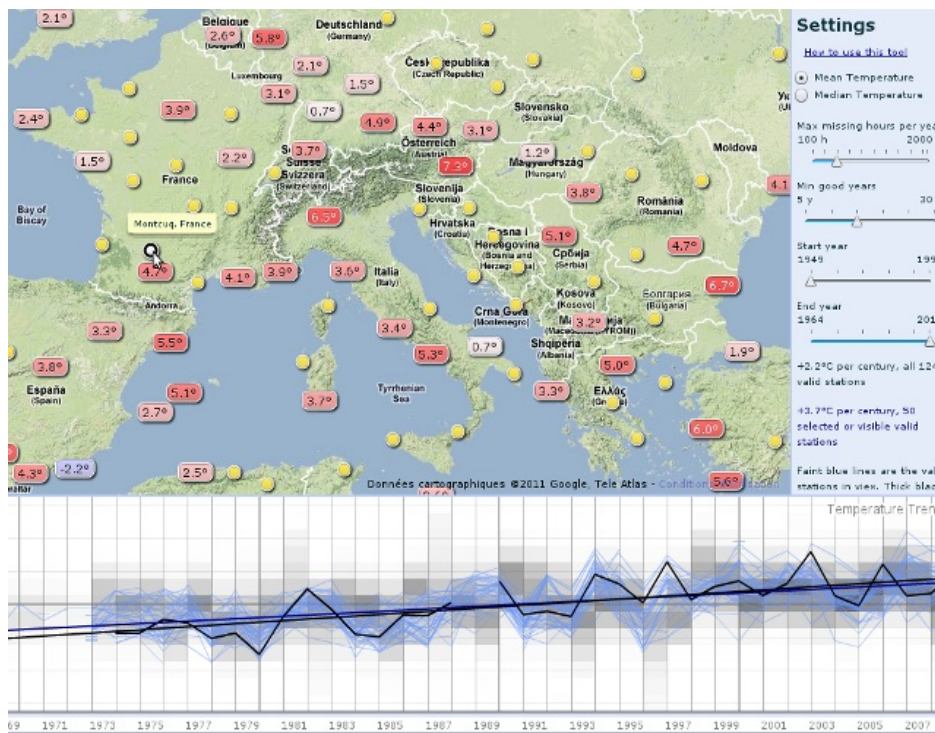 2.1°
Belgique
2.6°
5.8°
Deutschland
(Germany)
2.1°
Luxembourg
3.1°
1.5°
Česká republika
(Czech Republic)
2.4°
3.9°
0.7°
4.9°
4.4°
3.1°
Slovensko
(Slovakia)
Moldova
1.5°
2.2°
3.7°
Suisse
Svizzera
(Switzerland)
Österreich
(Austria)
7.3°
1.2°
Magyarország
(Hungary)
France
Slovenija
(Slovenia)
3.8°
România
(Romania)
4.1
Bay of
Biscay
Montcuq, France
6.5°
Hrvatska
(Croatia)
Bosna i
Hercegovina
(Bosnia and
Herzegovina)
5.1°
Србија
(Serbia)
4.7°
4.7°
4.1°
3.9°
3.6°
Italia
(Italy)
6.7°
Andorra
Kosova
(Kosovo)
България
(Bulgaria)
Crna Gora
(Montenegro)
3.3°
3.4°
3.2°
5.5°
5.3°
0.7°
Shqipëria
(Albania)
1.9°
3.8°
España
(Spain)
5.0°
5.1°
Tyrrhenian
Sea
3.3°
Ελλάς
2.7°
3.7°
6.0°
4.3°
-2.2°
2.5°
5.6°
Données cartographiques ©2011 Google, Tele Atlas -
Settings
How to use this tool
Mean Temperature
Median Temperature
Max missing hours per yea
100 h 2000
Min good years
5 y 30
Start year
1949 199
End year
1964 201
+2.2°C per century, all 124
valid stations
+3.7°C per century, 50
selected or visible valid
stations
Faint blue lines are the val
stations in view. Thick blac
Temperature Tren
69 1971 1973 1975 1977 1979 1981 1983 1985 1987 1989 1991 1993 1995 1997 1999 2001 2003 2005 2007